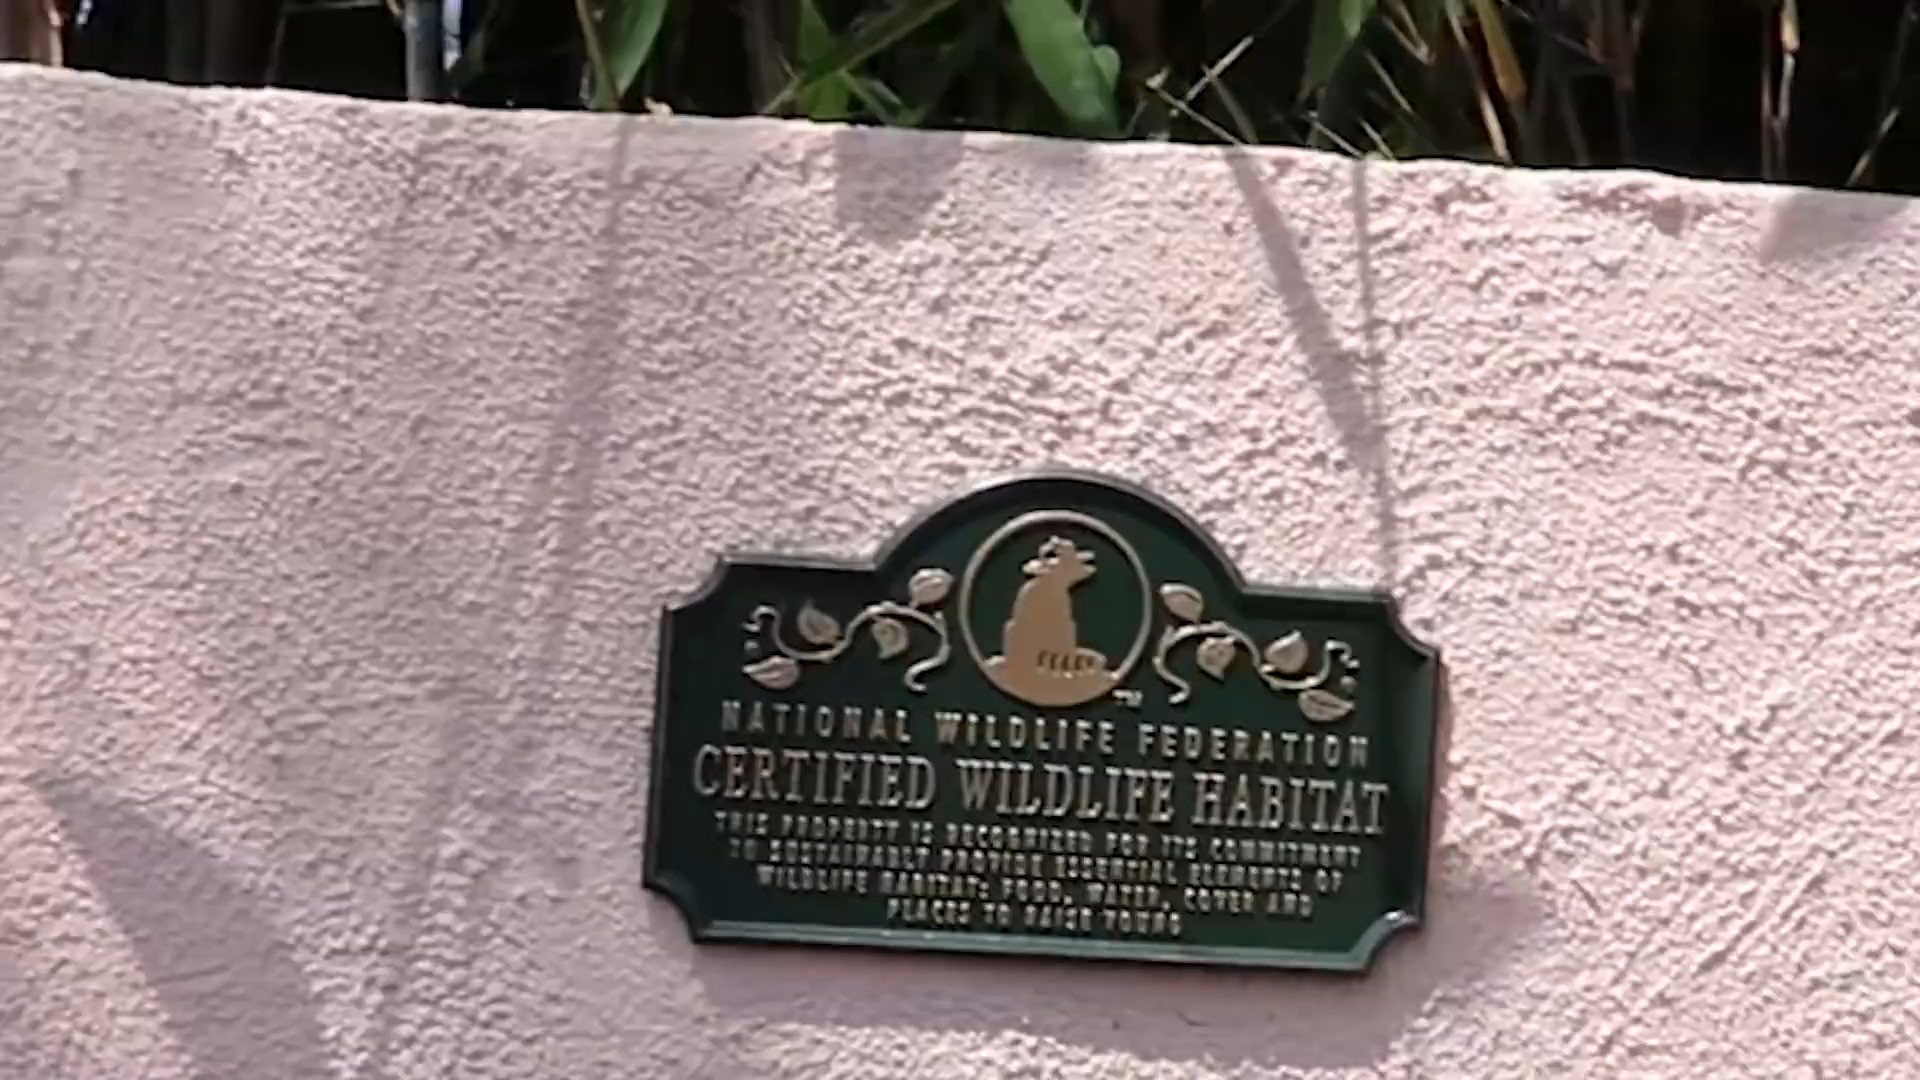 TM
NATIONAL WILDLIFE FEDERATION
CERTIFIED WILDLIFE HABITAT
THIS PROPERTY IS RECOGNIZED FOR ITS COMMITMENT
TO SUSTAINABLY PROVIDE ESSENTIAL ELEMENTS OF
WILDLIFE HABITAT: FOOD, WATER, COVER AND
PLACES TO RAISE YOUNG